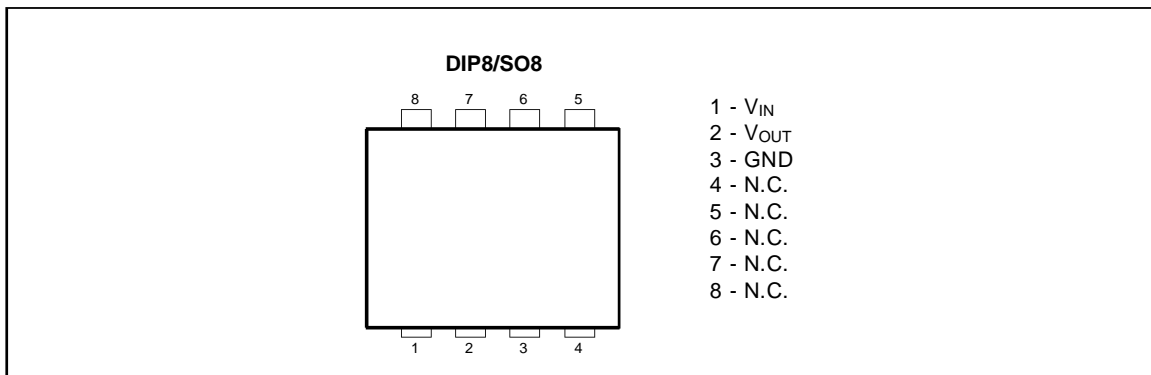 DIP8/SO8
8 7 6 5
1 2 3 4
1 - VIN
2 - VOUT
3 - GND
4 - N.C.
5 - N.C.
6 - N.C.
7 - N.C.
8 - N.C.